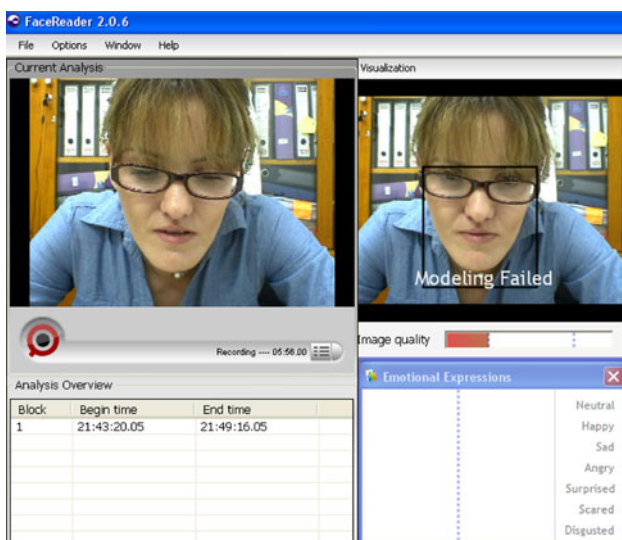 FaceReader 2.0.6
File Options Window Help
Current Analysis
Visualization
Modeling Failed
Image quality
Recording ---- 05:56.00
Analysis Overview
Block Begin time End time
1 21:43:20.05 21:49:16.05
Emotional Expressions
Neutral
Happy
Sad
Angry
Surprised
Scared
Disgusted